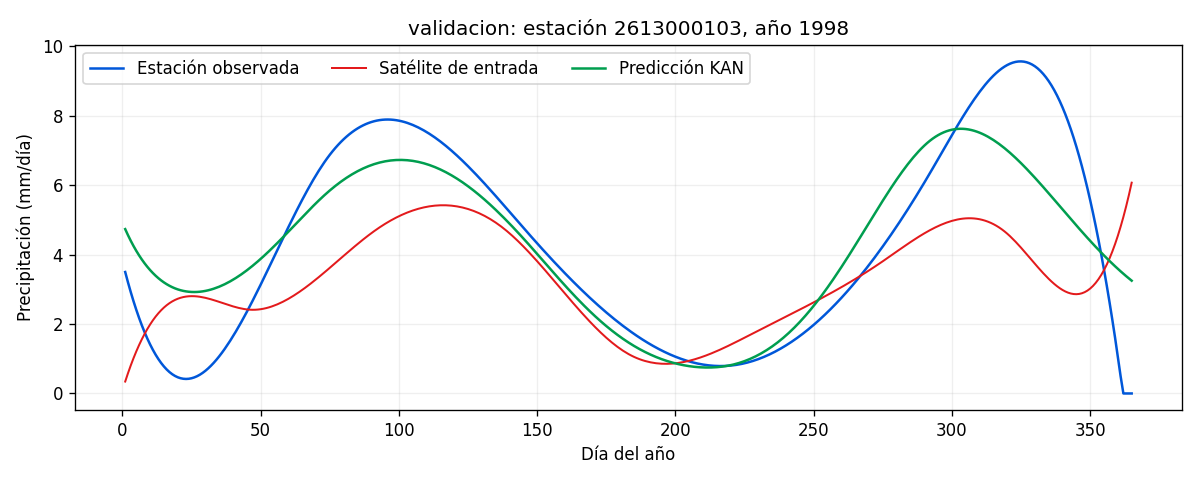 validacion: estación 2613000103, año 1998
Estación observada
Satélite de entrada
Predicción KAN
Precipitación (mm/día)
10
8
6
4
2
0
0 50 100 150 200 250 300 350
Día del año